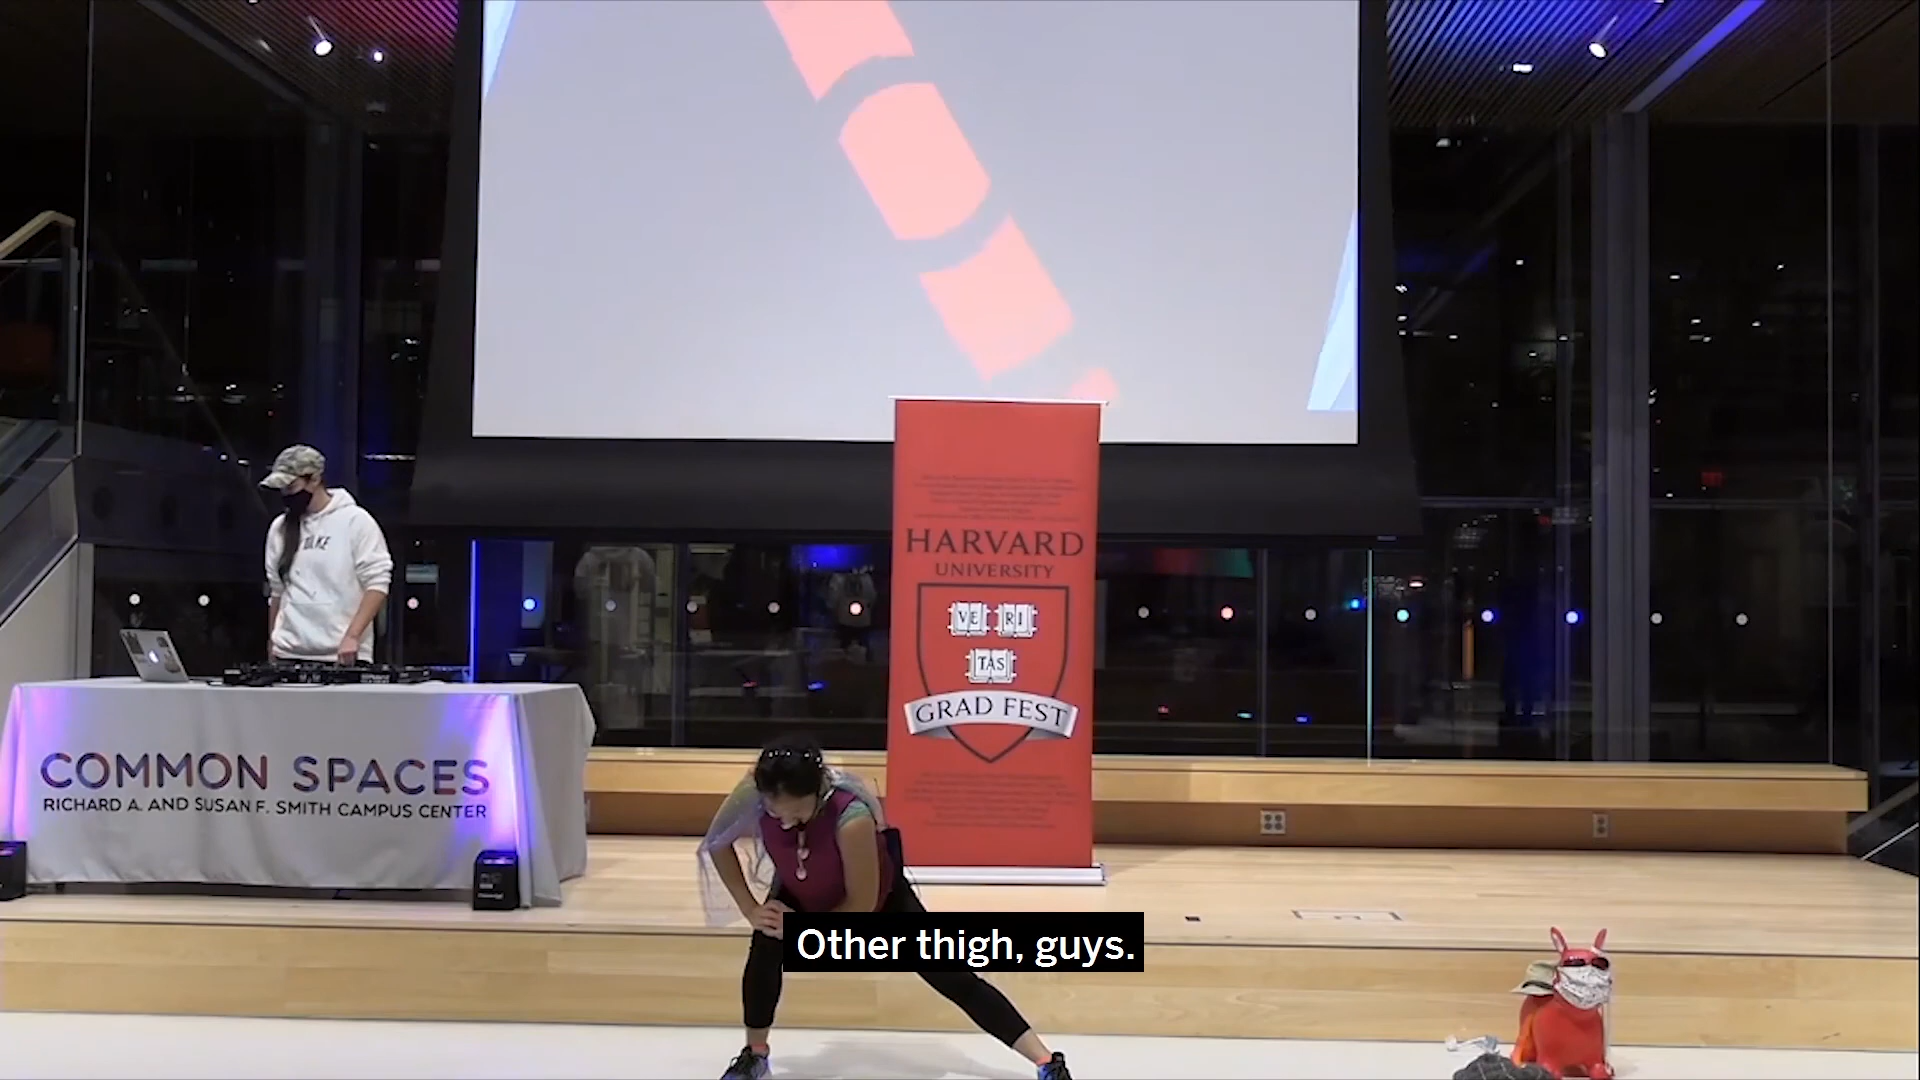 HARVARD
UNIVERSITY
VE RI
TAS
GRAD FEST
COMMON SPACES
RICHARD A. AND SUSAN F. SMITH CAMPUS CENTER
Other thigh, guys.